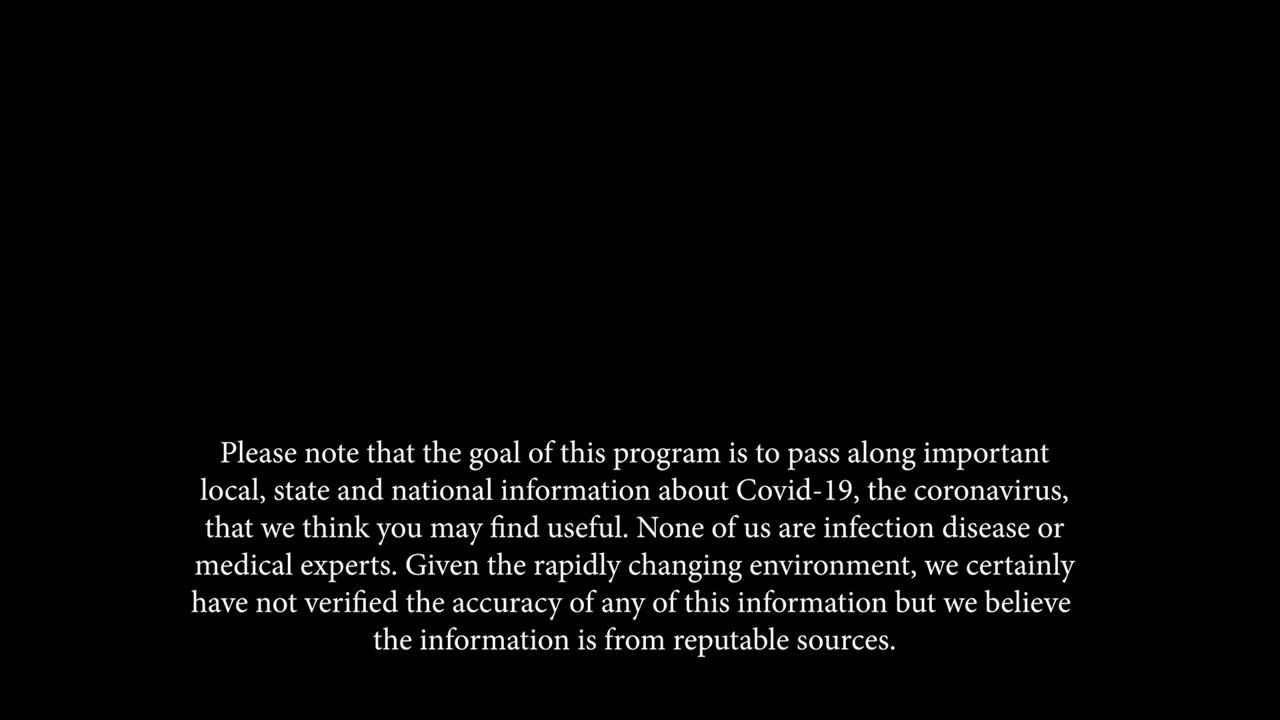 Please note that the goal of this program is to pass along important
local, state and national information about Covid-19, the coronavirus,
that we think you may find useful. None of us are infection disease or
medical experts. Given the rapidly changing environment, we certainly
have not verified the accuracy of any of this information but we believe
the information is from reputable sources.